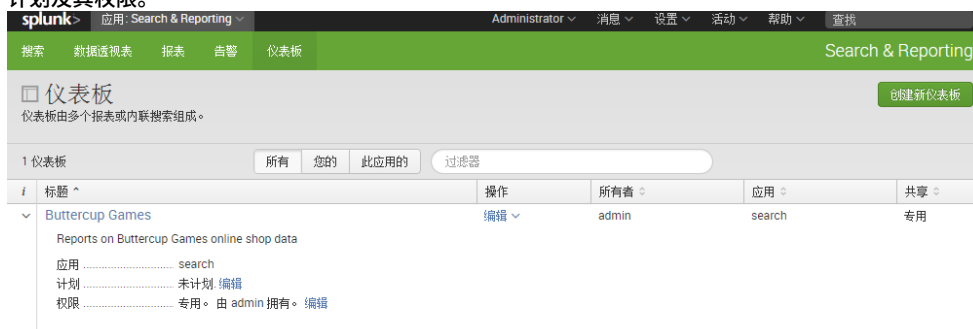 计划及其权限。
splunk> 应用: Search & Reporting Administrator 消息 设置 活动 帮助 查找
搜索 数据透视表 报表 告警 仪表板 Search & Reporting
仪表板 创建新仪表板
仪表板由多个报表或内联搜索组成。
1 仪表板 所有 您的 此应用的 过滤器
i 标题 操作 所有者 应用 共享
Buttercup Games 编辑 admin search 专用
Reports on Buttercup Games online shop data
应用 ............................ search
计划 ............................ 未计划. 编辑
权限 ............................ 专用。由 admin 拥有。 编辑